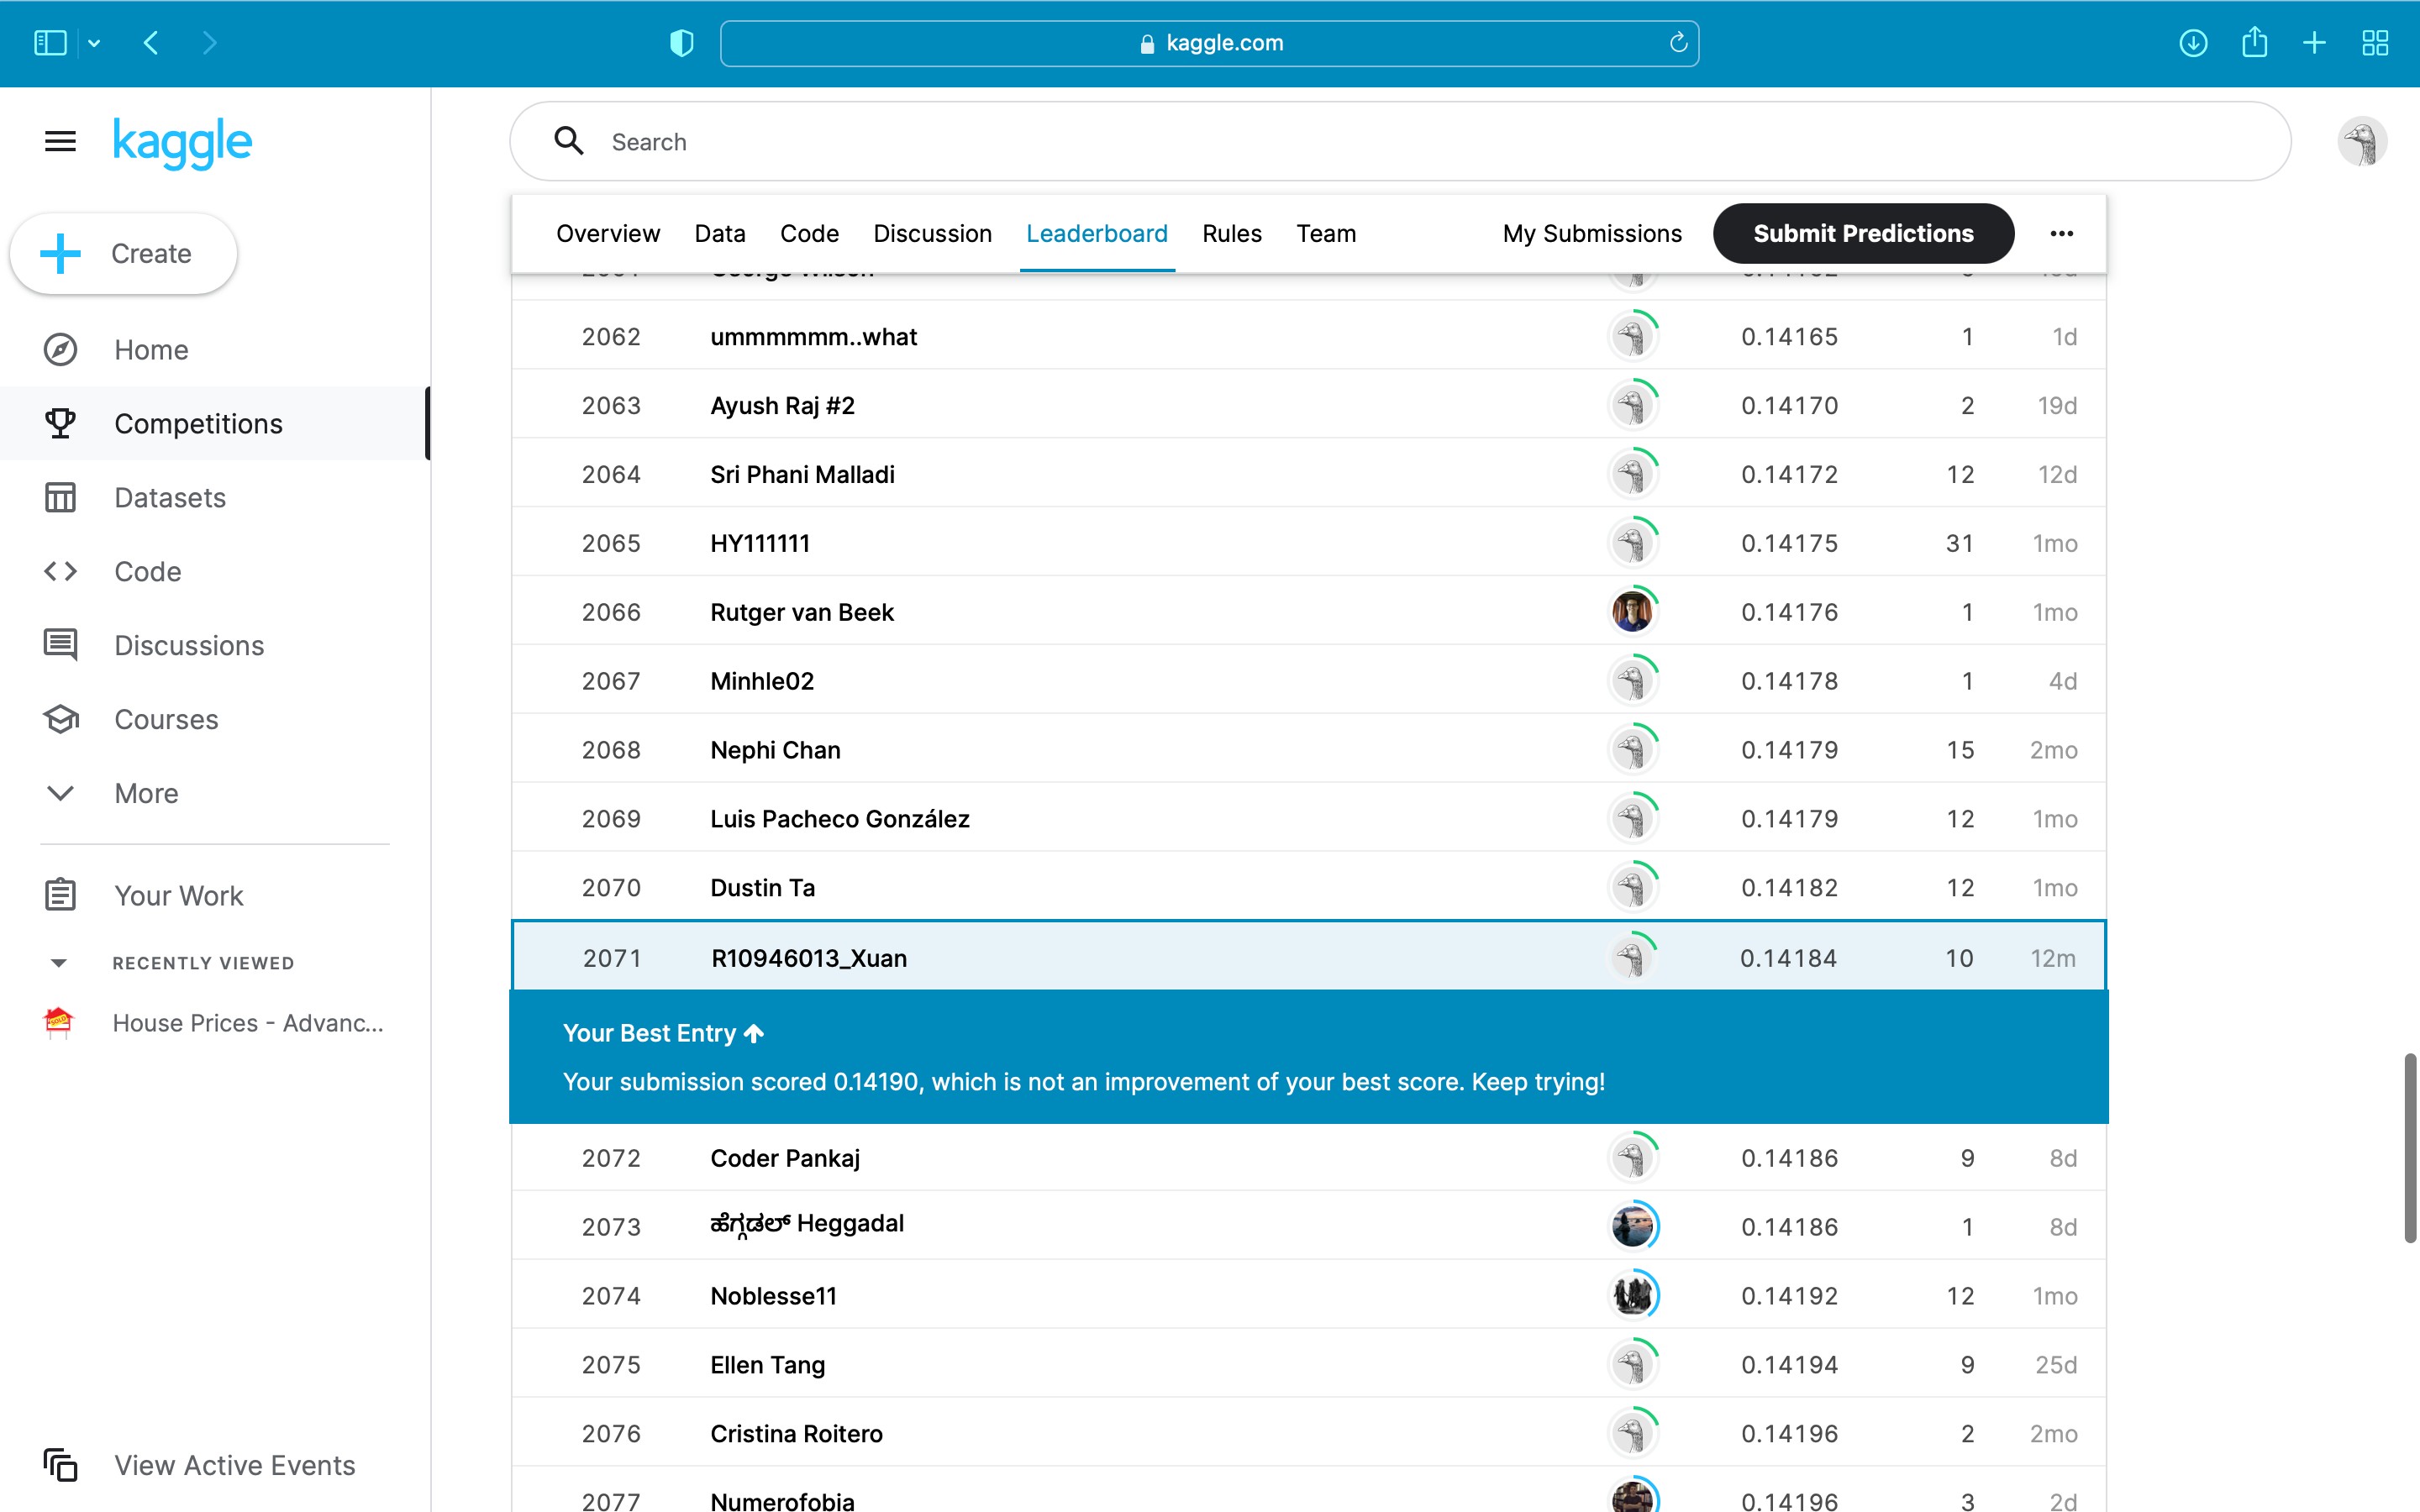 kaggle.com
kaggle
Search
Create
Home
Competitions
Datasets
Code
Discussions
Courses
More
Your Work
RECENTLY VIEWED
House Prices - Advanc...
View Active Events
Overview Data Code Discussion Leaderboard Rules Team My Submissions Submit Predictions
2062 ummmmmm..what 0.14165 1 1d
2063 Ayush Raj #2 0.14170 2 19d
2064 Sri Phani Malladi 0.14172 12 12d
2065 HY111111 0.14175 31 1mo
2066 Rutger van Beek 0.14176 1 1mo
2067 Minhle02 0.14178 1 4d
2068 Nephi Chan 0.14179 15 2mo
2069 Luis Pacheco González 0.14179 12 1mo
2070 Dustin Ta 0.14182 12 1mo
2071 R10946013_Xuan 0.14184 10 12m
Your Best Entry
Your submission scored 0.14190, which is not an improvement of your best score. Keep trying!
2072 Coder Pankaj 0.14186 9 8d
2073 ಹೆಗ್ಗಡಲ್ Heggadal 0.14186 1 8d
2074 Noblesse11 0.14192 12 1mo
2075 Ellen Tang 0.14194 9 25d
2076 Cristina Roitero 0.14196 2 2mo
2077 Numerofobia 0.14196 3 2d